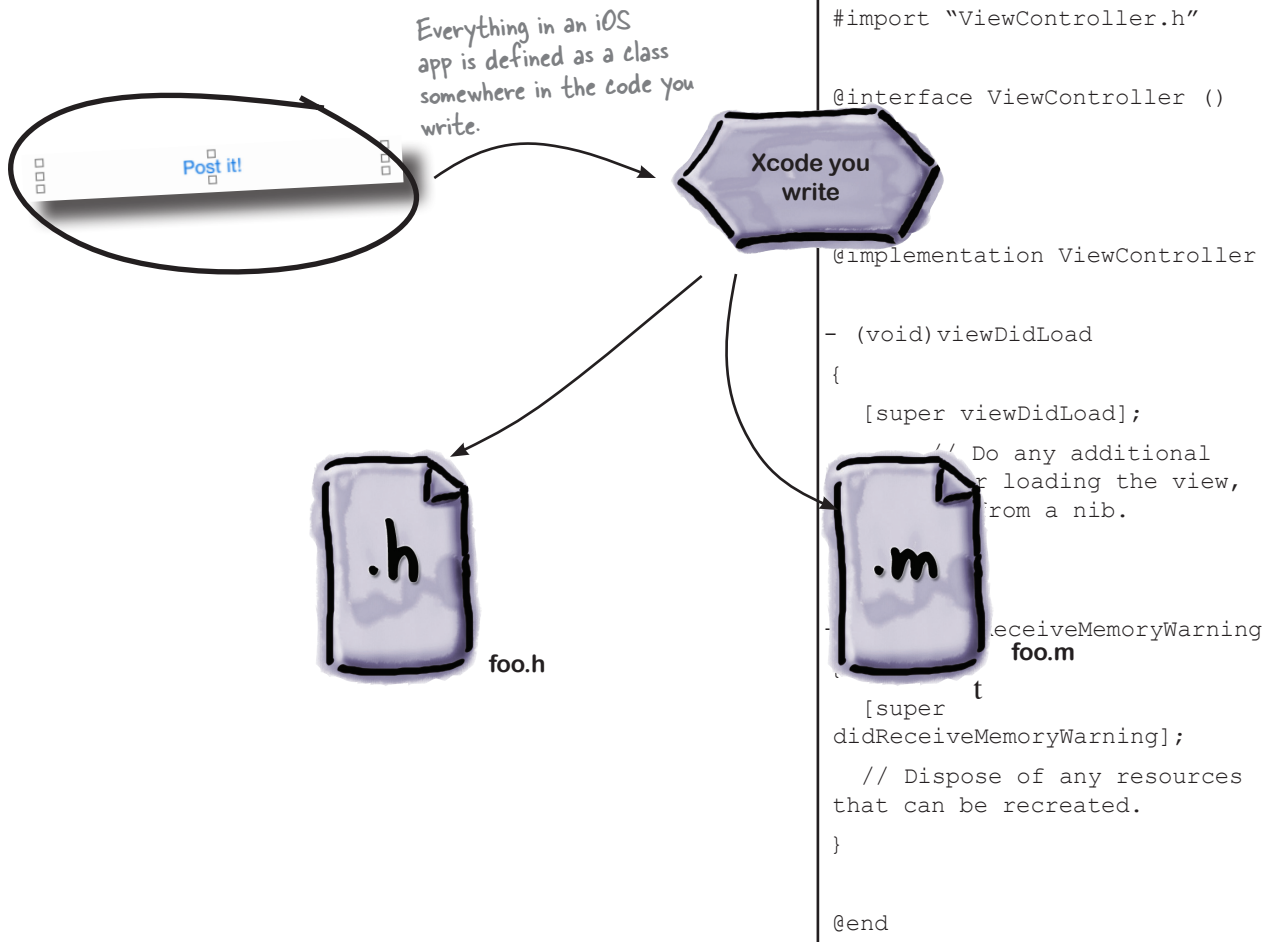 Everything in an iOS
app is defined as a class
somewhere in the code you
write.
Post it!
Xcode you
write
.h
foo.h
.m
foo.m
#import “ViewController.h”
@interface ViewController ()
@implementation ViewController
- (void)viewDidLoad
{
[super viewDidLoad];
// Do any additional
loading the view,
from a nib.
t
[super
didReceiveMemoryWarning];
// Dispose of any resources
that can be recreated.
}
@end